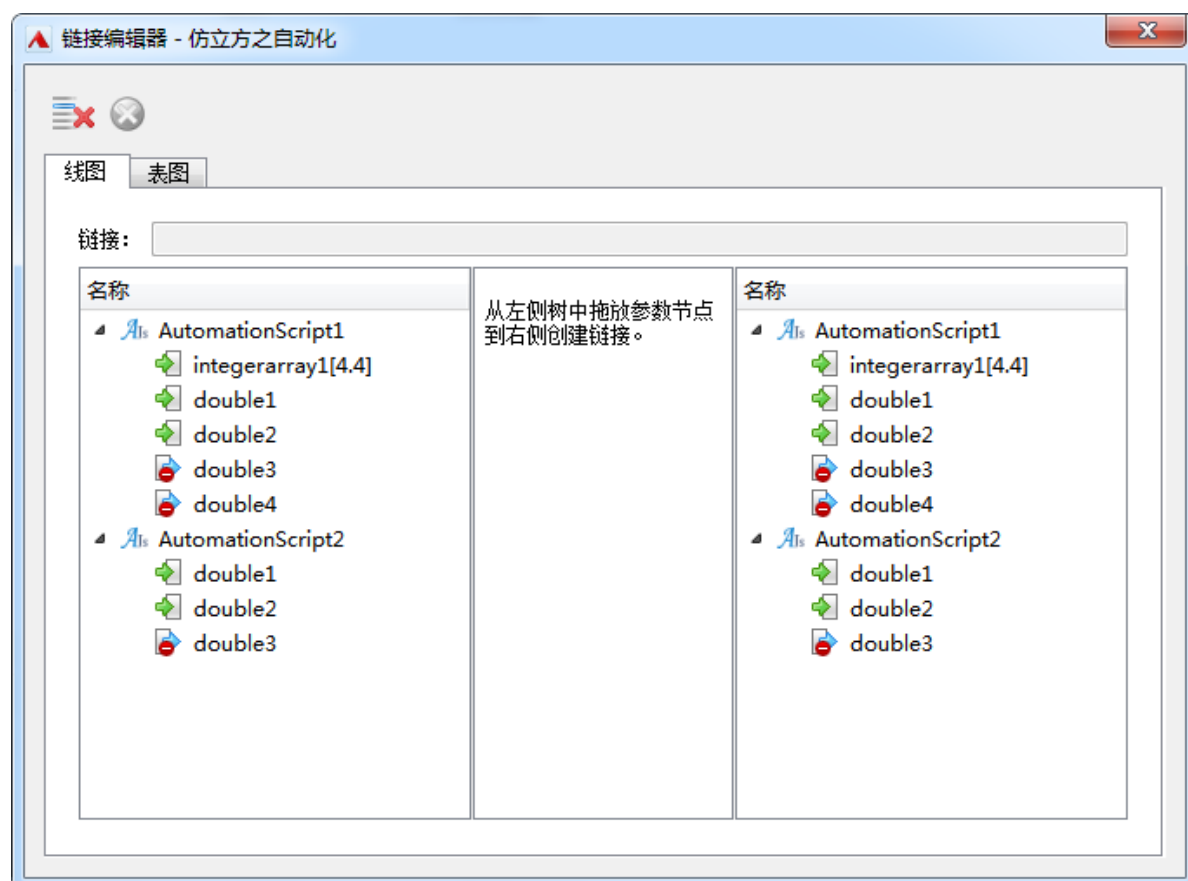 链接编辑器 - 仿立方之自动化
线图 表图
链接：
名称
AutomationScript1
integerarray1[4.4]
double1
double2
double3
double4
AutomationScript2
double1
double2
double3
从左侧树中拖放参数节点
到右侧创建链接。
名称
AutomationScript1
integerarray1[4.4]
double1
double2
double3
double4
AutomationScript2
double1
double2
double3